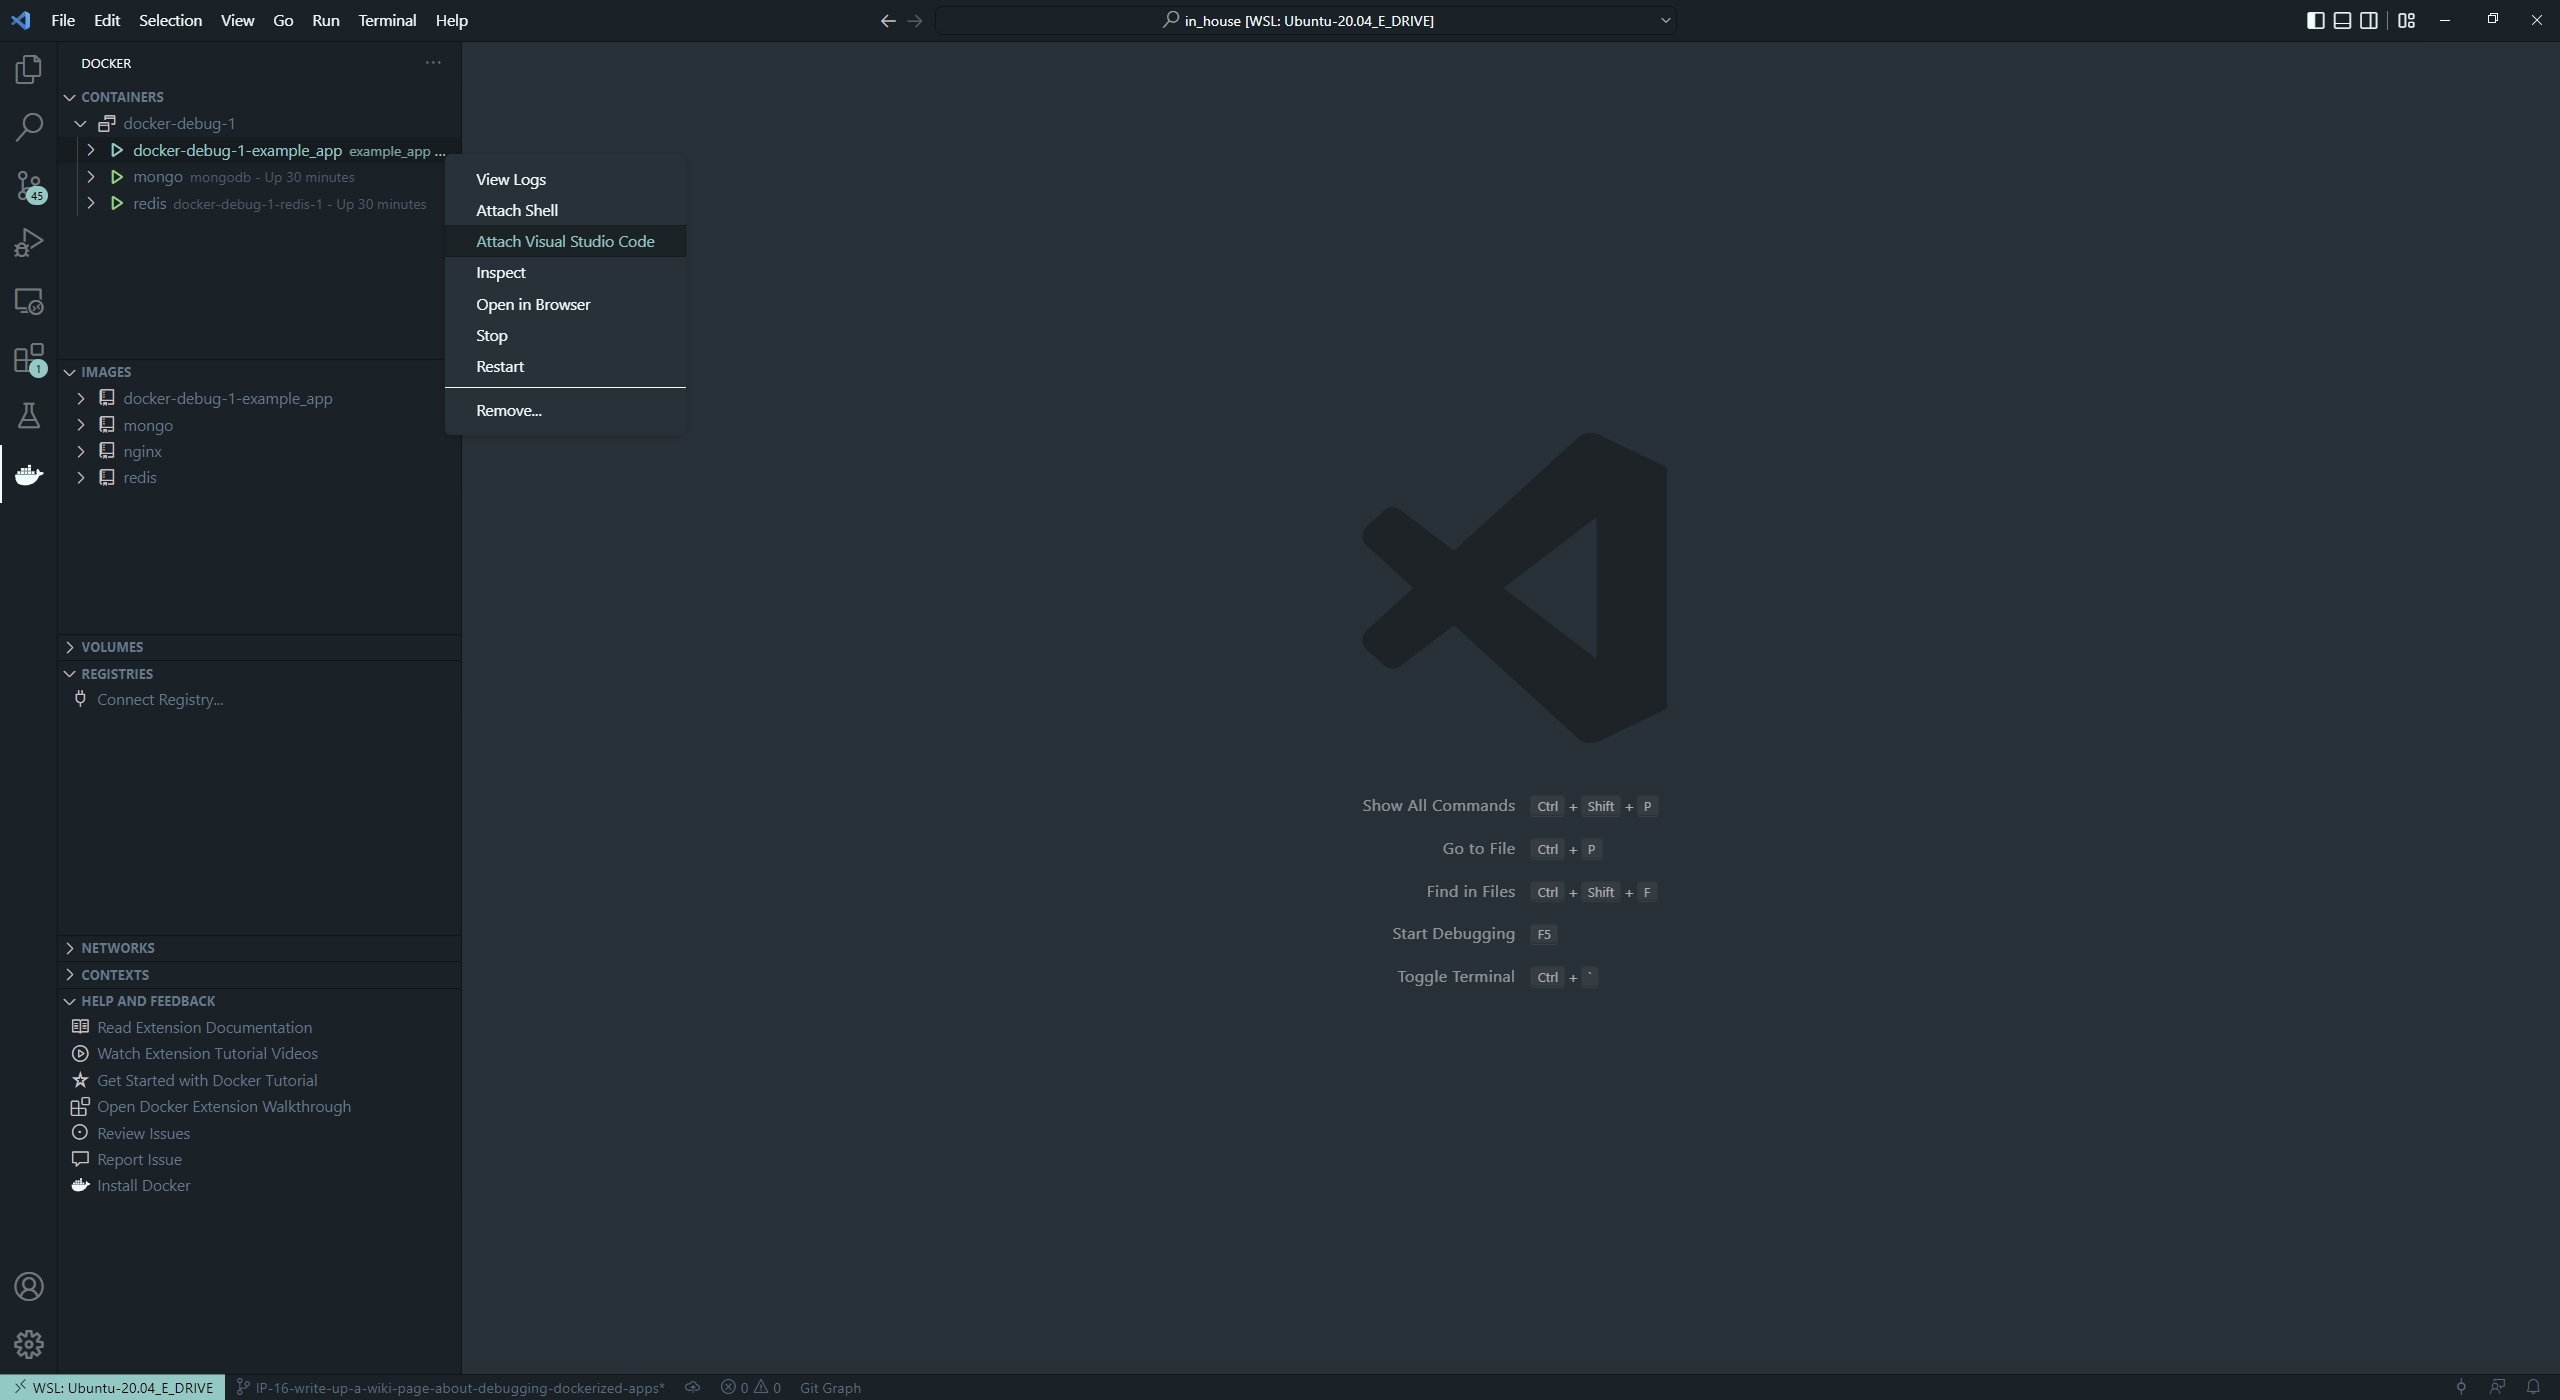 File Edit Selection View Go Run Terminal Help
in_house [WSL: Ubuntu-20.04_E_DRIVE]
DOCKER
CONTAINERS
docker-debug-1
docker-debug-1-example_app example_app ...
mongo mongodb - Up 30 minutes
redis docker-debug-1-redis-1 - Up 30 minutes
View Logs
Attach Shell
Attach Visual Studio Code
Inspect
Open in Browser
Stop
Restart
Remove...
45
1
IMAGES
docker-debug-1-example_app
mongo
nginx
redis
VOLUMES
REGISTRIES
Connect Registry...
NETWORKS
CONTEXTS
HELP AND FEEDBACK
Read Extension Documentation
Watch Extension Tutorial Videos
Get Started with Docker Tutorial
Open Docker Extension Walkthrough
Review Issues
Report Issue
Install Docker
Show All Commands Ctrl + Shift + P
Go to File Ctrl + P
Find in Files Ctrl + Shift + F
Start Debugging F5
Toggle Terminal Ctrl + `
WSL: Ubuntu-20.04_E_DRIVE IP-16-write-up-a-wiki-page-about-debugging-dockerized-apps* 0 0 Git Graph